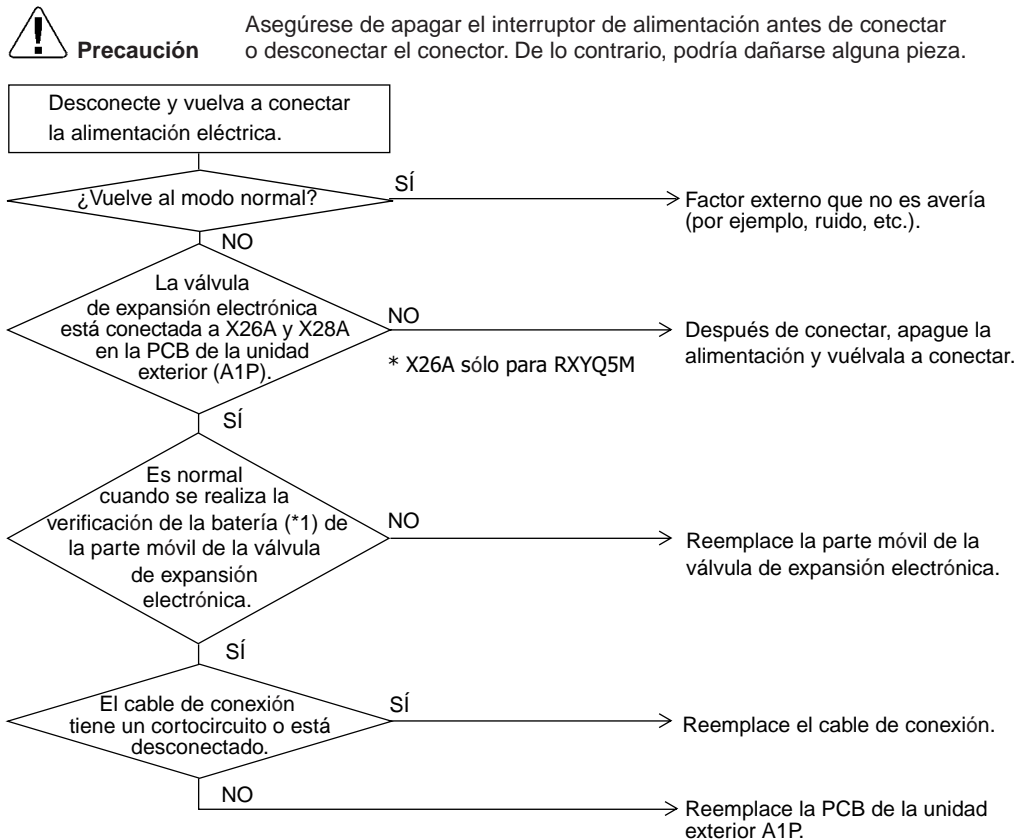 Precaución
Asegúrese de apagar el interruptor de alimentación antes de conectar
o desconectar el conector. De lo contrario, podría dañarse alguna pieza.
Desconecte y vuelva a conectar
la alimentación eléctrica.
¿Vuelve al modo normal?
SÍ
Factor externo que no es avería
(por ejemplo, ruido, etc.).
NO
La válvula
de expansión electrónica
está conectada a X26A y X28A
en la PCB de la unidad
exterior (A1P).
NO
* X26A sólo para RXYQ5M
Después de conectar, apague la
alimentación y vuélvala a conectar.
SÍ
Es normal
cuando se realiza la
verificación de la batería (*1) de
la parte móvil de la válvula
de expansión
electrónica.
NO
Reemplace la parte móvil de la
válvula de expansión electrónica.
SÍ
El cable de conexión
tiene un cortocircuito o está
desconectado.
SÍ
Reemplace el cable de conexión.
NO
Reemplace la PCB de la unidad
exterior A1P.